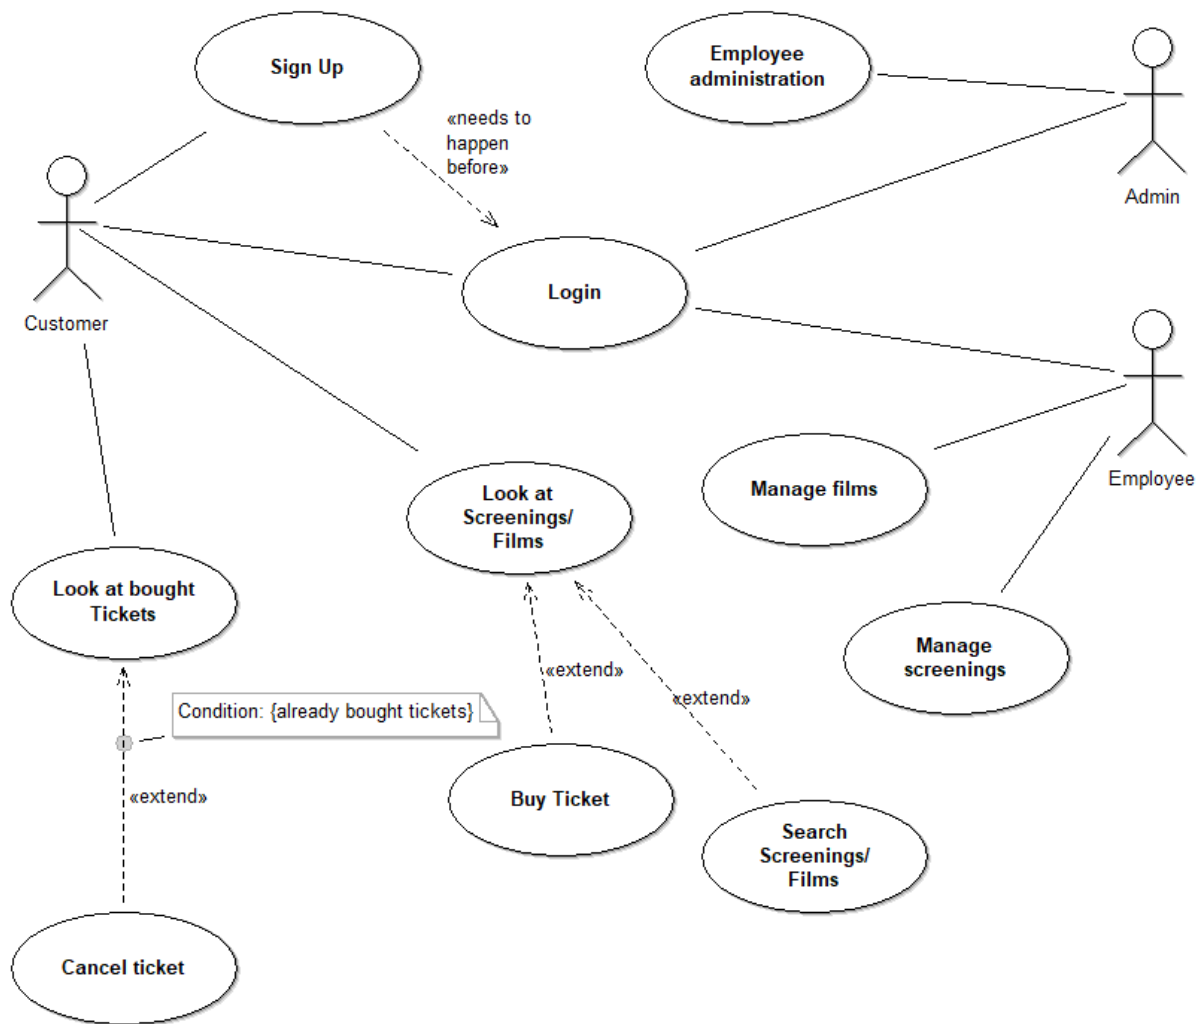 Sign Up
Employee
administration
«needs to
happen
before»
Admin
Login
Customer
Look at
Screenings/
Films
Manage films
Employee
Look at bought
Tickets
Manage
screenings
«extend»
«extend»
Condition: {already bought tickets}
«extend»
Buy Ticket
Search
Screenings/
Films
Cancel ticket